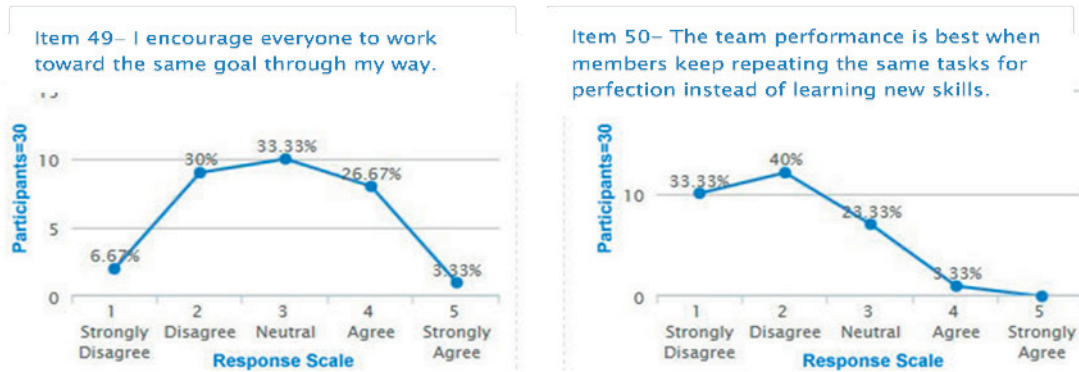 Item 49– I encourage everyone to work
toward the same goal through my way.
Participants=30
10
5
0
6.67%
30%
33.33%
26.67%
3.33%
1 2 3 4 5
Strongly Disagree Neutral Agree Strongly
Disagree Agree
Response Scale
Item 50– The team performance is best when
members keep repeating the same tasks for
perfection instead of learning new skills.
Participants=30
10
0
33.33%
40%
23.33%
3.33%
1 2 3 4 5
Strongly Disagree Neutral Agree Strongly
Disagree Agree
Response Scale